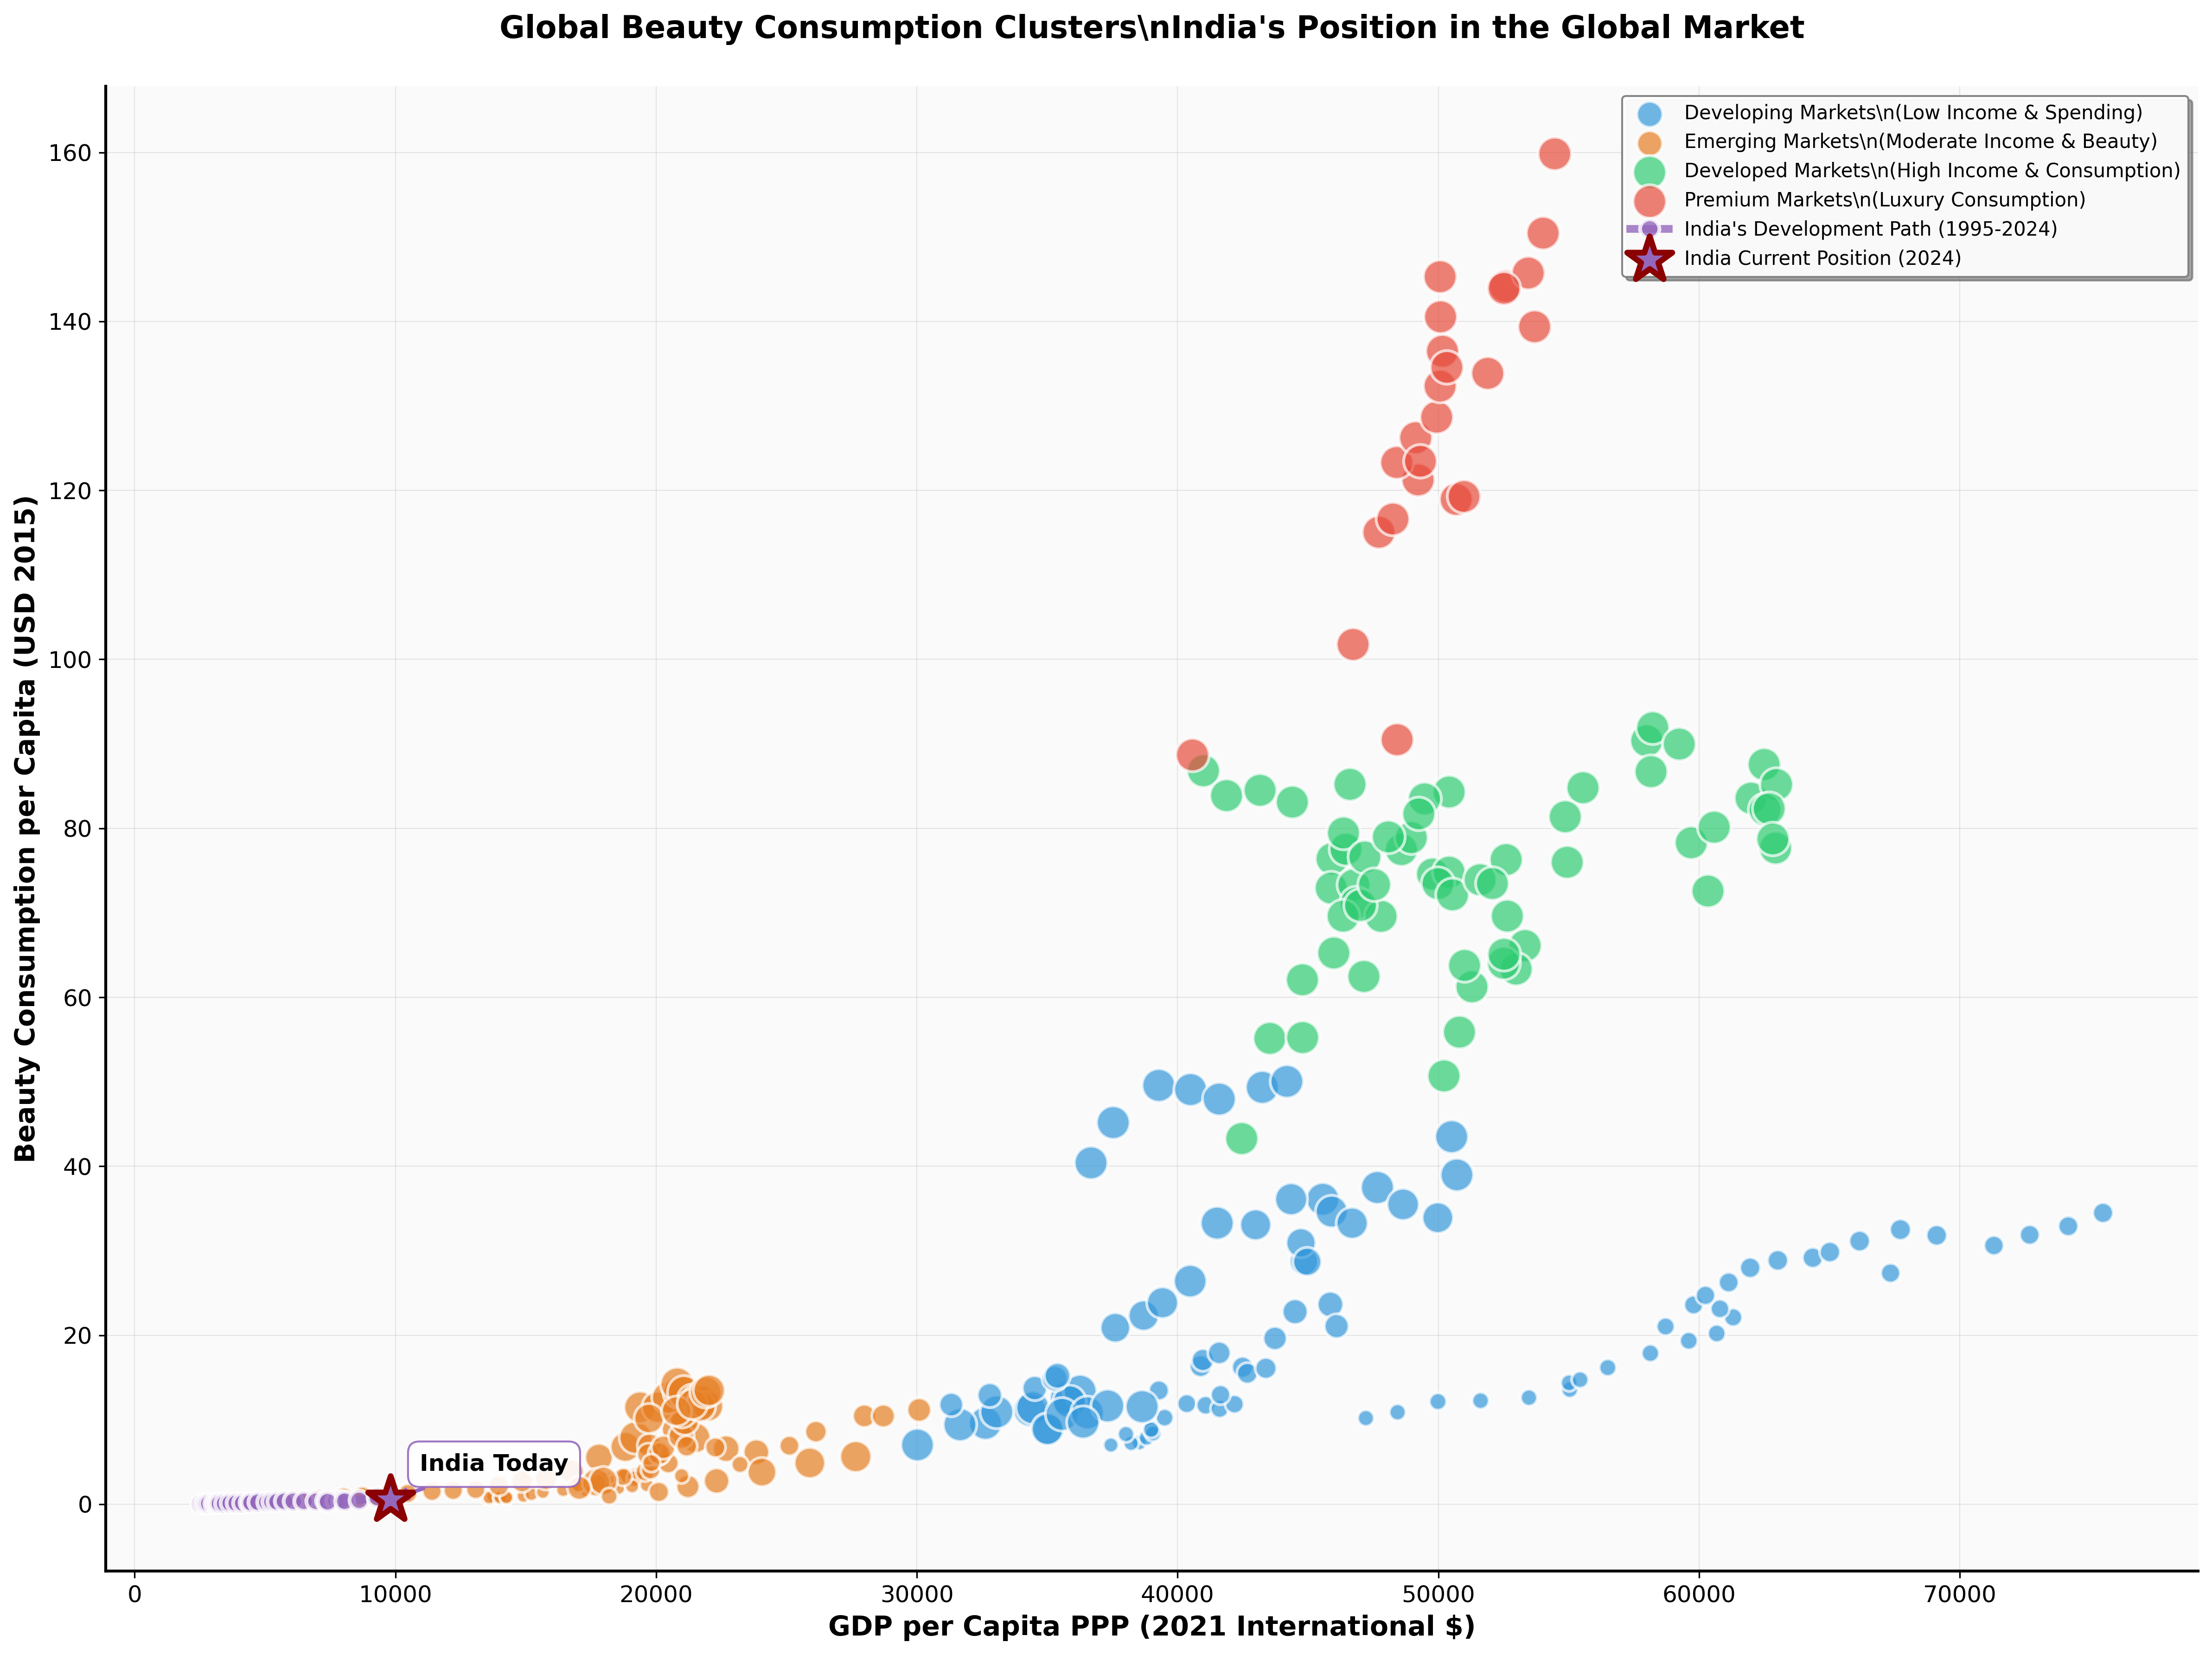 Global Beauty Consumption Clusters\nIndia's Position in the Global Market
Developing Markets\n(Low Income & Spending)
Emerging Markets\n(Moderate Income & Beauty)
Developed Markets\n(High Income & Consumption)
Premium Markets\n(Luxury Consumption)
India's Development Path (1995-2024)
India Current Position (2024)
Beauty Consumption per Capita (USD 2015)
160
140
120
100
80
60
40
20
0
India Today
0 10000 20000 30000 40000 50000 60000 70000
GDP per Capita PPP (2021 International $)